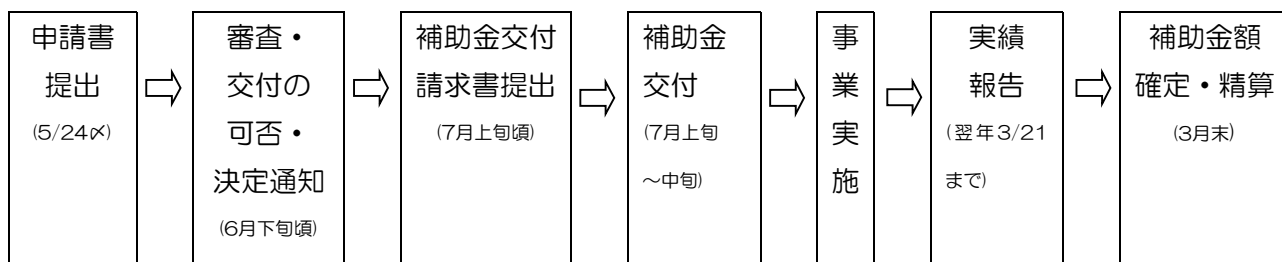 申請書
提出
(5/24〆)
審査・
交付の
可否・
決定通知
(6月下旬頃)
補助金交付
請求書提出
(7月上旬頃)
補助金
交付
(7月上旬
～中旬)
事
業
実
施
実績
報告
(翌年3/21
まで)
補助金額
確定・精算
(3月末)